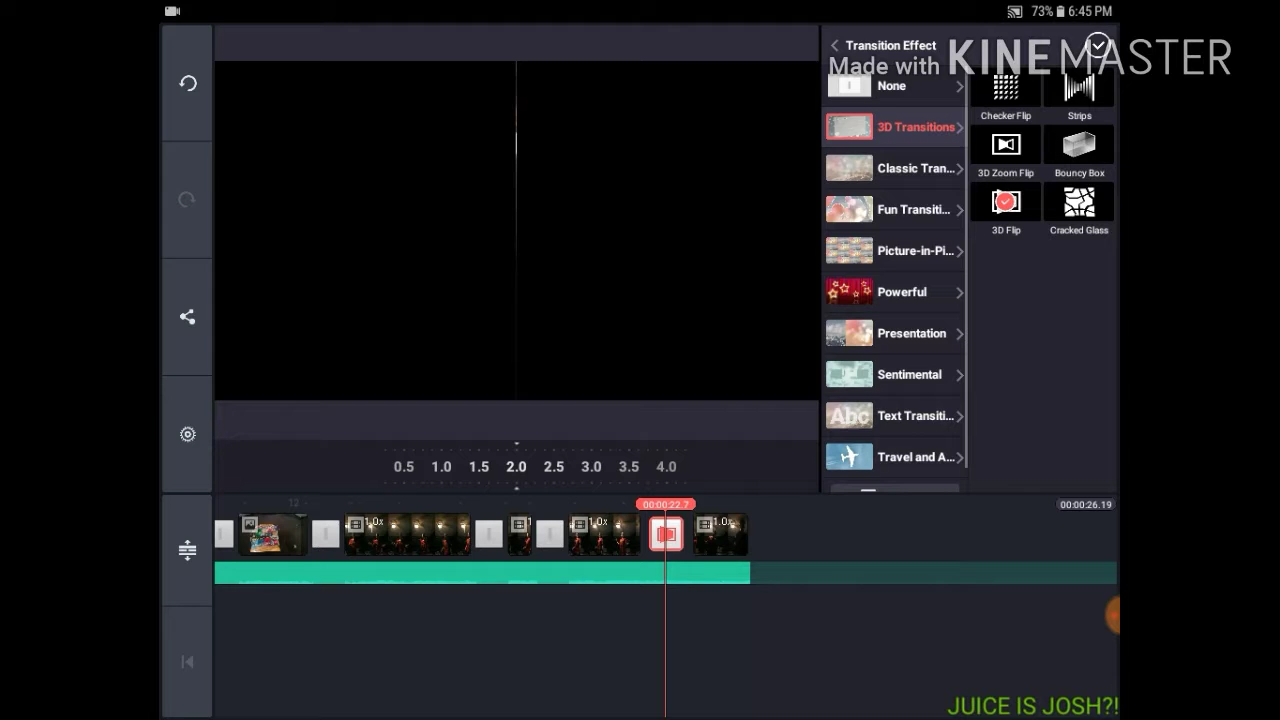 73% 6:45 PM
Transition Effect
Made with KINEMASTER
None
3D Transitions
Classic Tran...
Fun Transiti...
Picture-in-Pi...
Powerful
Presentation
Sentimental
Abc Text Transiti...
Travel and A...
Checker Flip Strips
3D Zoom Flip Bouncy Box
3D Flip Cracked Glass
0.5 1.0 1.5 2.0 2.5 3.0 3.5 4.0
12 00:00:22.7 00:00:26.19
1.0x 1 1.0x 1.0x
JUICE IS JOSH?!